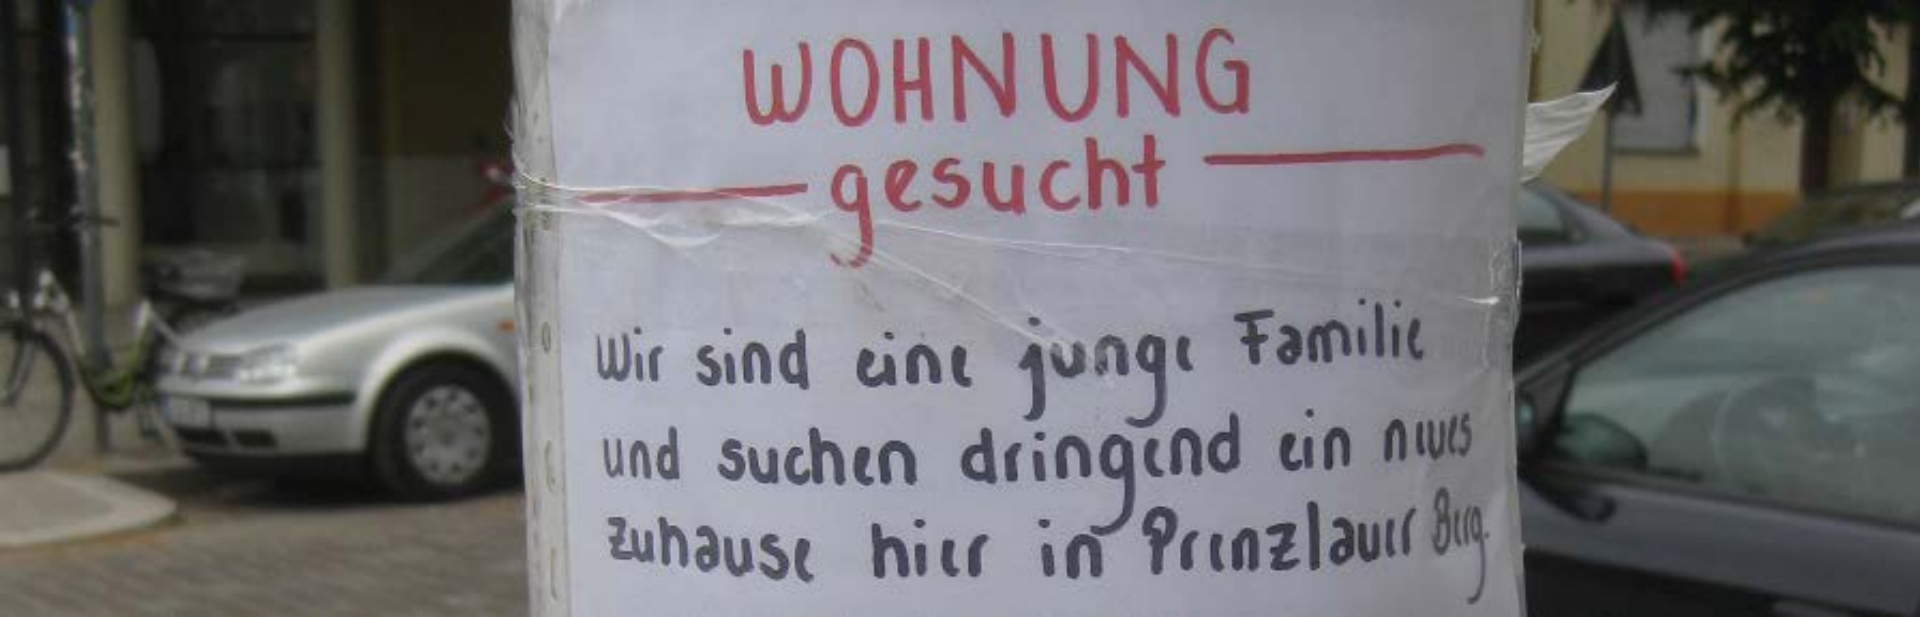 WOHNUNG
gesucht
Wir sind eine junge Familie
und suchen dringend ein neues
zuhause hier in Prenzlauer Berg.